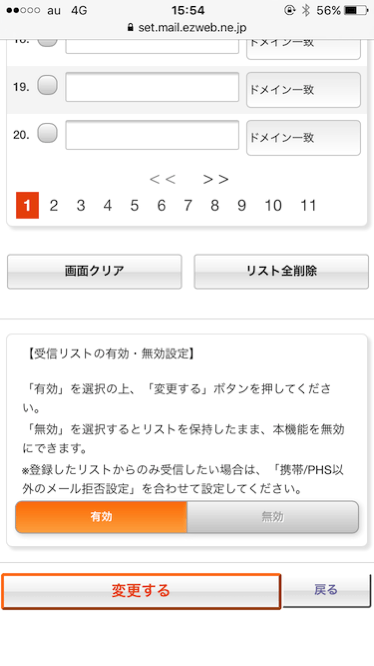 au 4G 15:54 56%
set.mail.ezweb.ne.jp
ドメイン一致
19. ドメイン一致
20. ドメイン一致
<< >>
1 2 3 4 5 6 7 8 9 10 11
画面クリア リスト全削除
【受信リストの有効・無効設定】
「有効」を選択の上、「変更する」ボタンを押してくださ
い。
「無効」を選択するとリストを保持したまま、本機能を無効
にできます。
※登録したリストからのみ受信したい場合は、「携帯/PHS以
外のメール拒否設定」を合わせて設定してください。
有効 無効
変更する 戻る